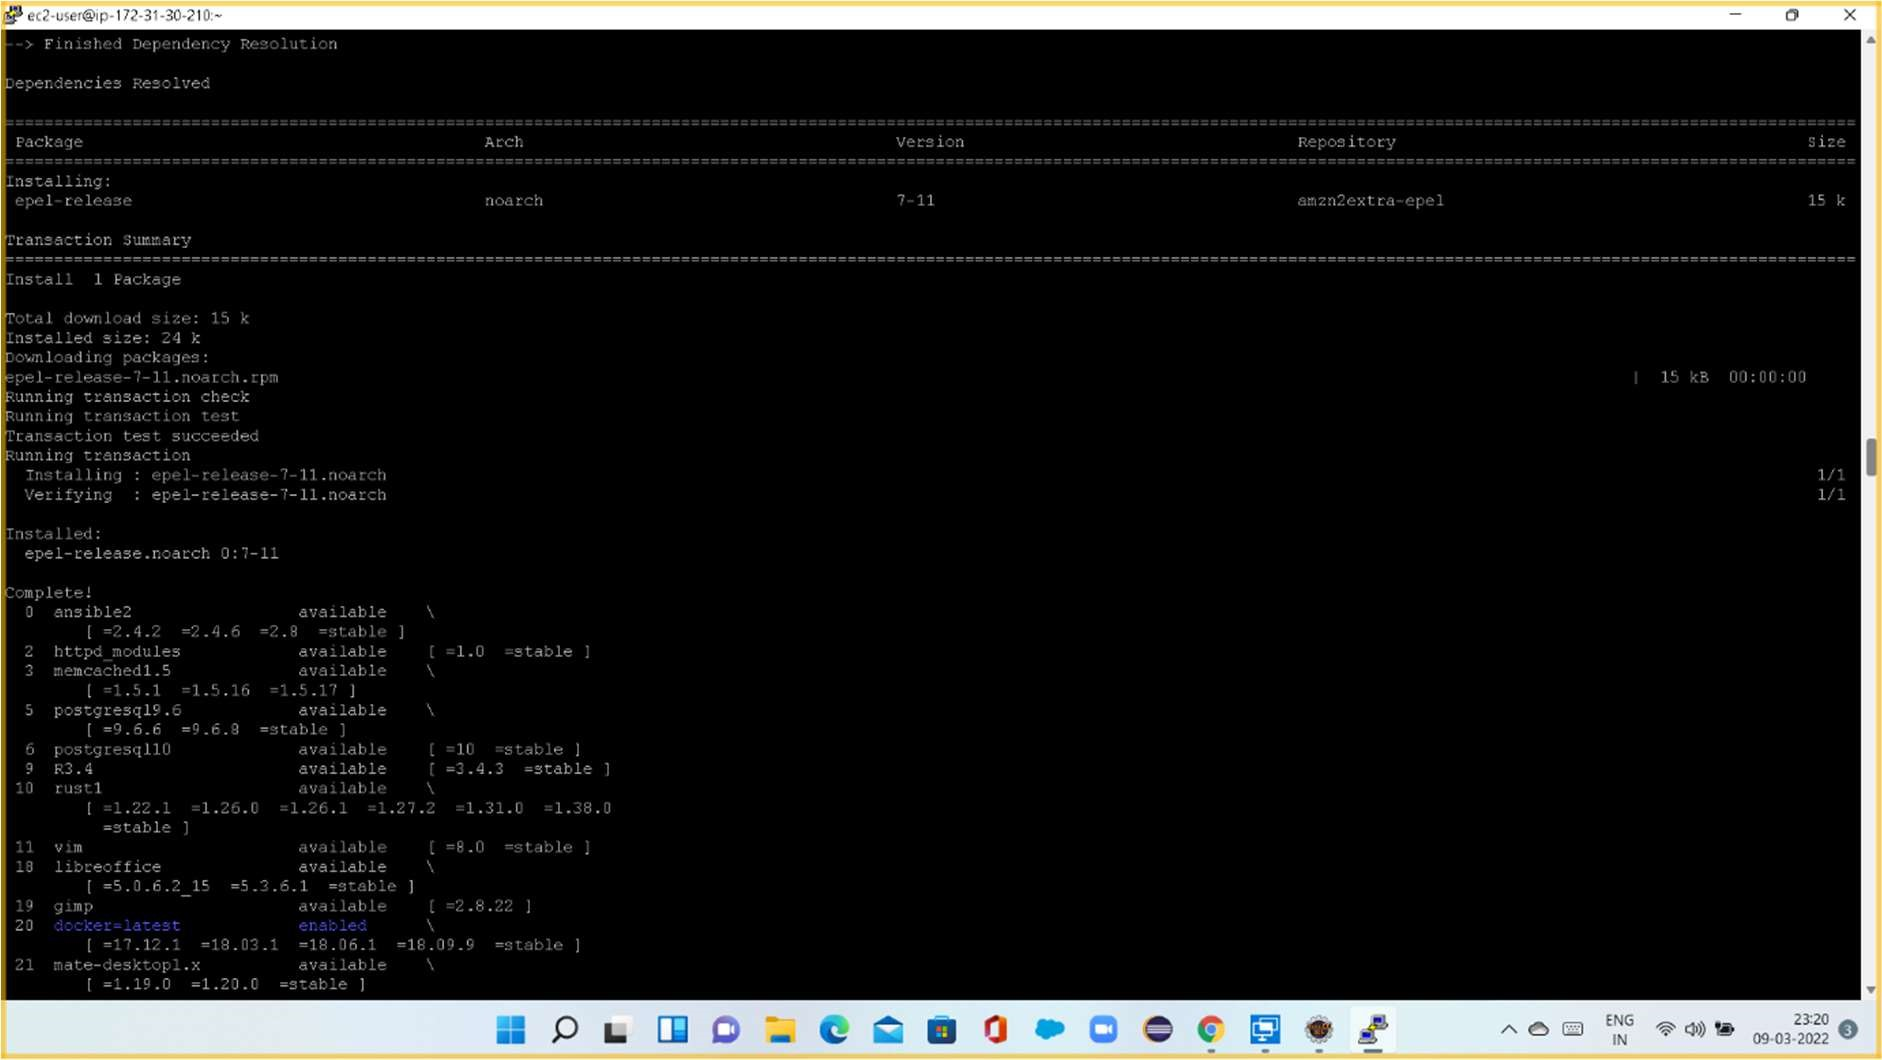 ec2-user@ip-172-31-30-210:~
--> Finished Dependency Resolution
Dependencies Resolved
================================================================================
Package Arch Version Repository Size
================================================================================
Installing:
epel-release noarch 7-11 amzn2extra-epel 15 k
Transaction Summary
================================================================================
Install 1 Package
Total download size: 15 k
Installed size: 24 k
Downloading packages:
epel-release-7-11.noarch.rpm | 15 kB 00:00:00
Running transaction check
Running transaction test
Transaction test succeeded
Running transaction
Installing : epel-release-7-11.noarch 1/1
Verifying : epel-release-7-11.noarch 1/1
Installed:
epel-release.noarch 0:7-11
Complete!
0 ansible2 available \
[ =2.4.2 =2.4.6 =2.8 =stable ]
2 httpd_modules available [ =1.0 =stable ]
3 memcached1.5 available \
[ =1.5.1 =1.5.16 =1.5.17 ]
5 postgresql9.6 available \
[ =9.6.6 =9.6.8 =stable ]
6 postgresql10 available [ =10 =stable ]
9 R3.4 available [ =3.4.3 =stable ]
10 rust1 available \
[ =1.22.1 =1.26.0 =1.26.1 =1.27.2 =1.31.0 =1.38.0
=stable ]
11 vim available [ =8.0 =stable ]
18 libreoffice available \
[ =5.0.6.2_15 =5.3.6.1 =stable ]
19 gimp available [ =2.8.22 ]
20 docker=latest enabled \
[ =17.12.1 =18.03.1 =18.06.1 =18.09.9 =stable ]
21 mate-desktop1.x available \
[ =1.19.0 =1.20.0 =stable ]
ENG
IN
23:20
09-03-2022
3